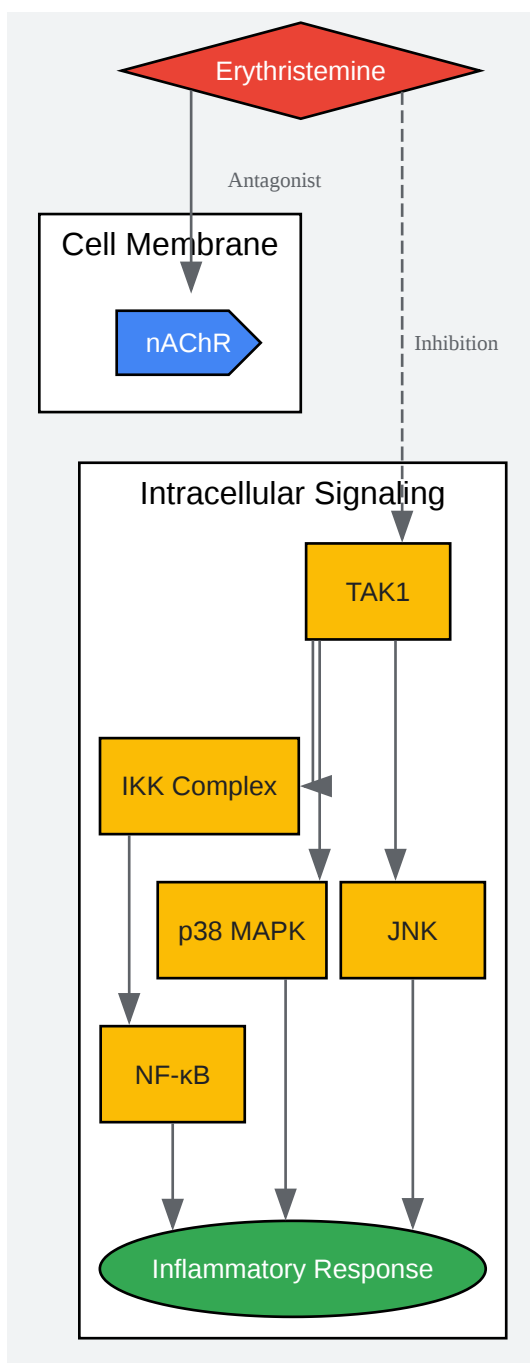 Erythristemine
Antagonist
Cell Membrane
nAChR
Inhibition
Intracellular Signaling
TAK1
IKK Complex
p38 MAPK
JNK
NF-κB
Inflammatory Response